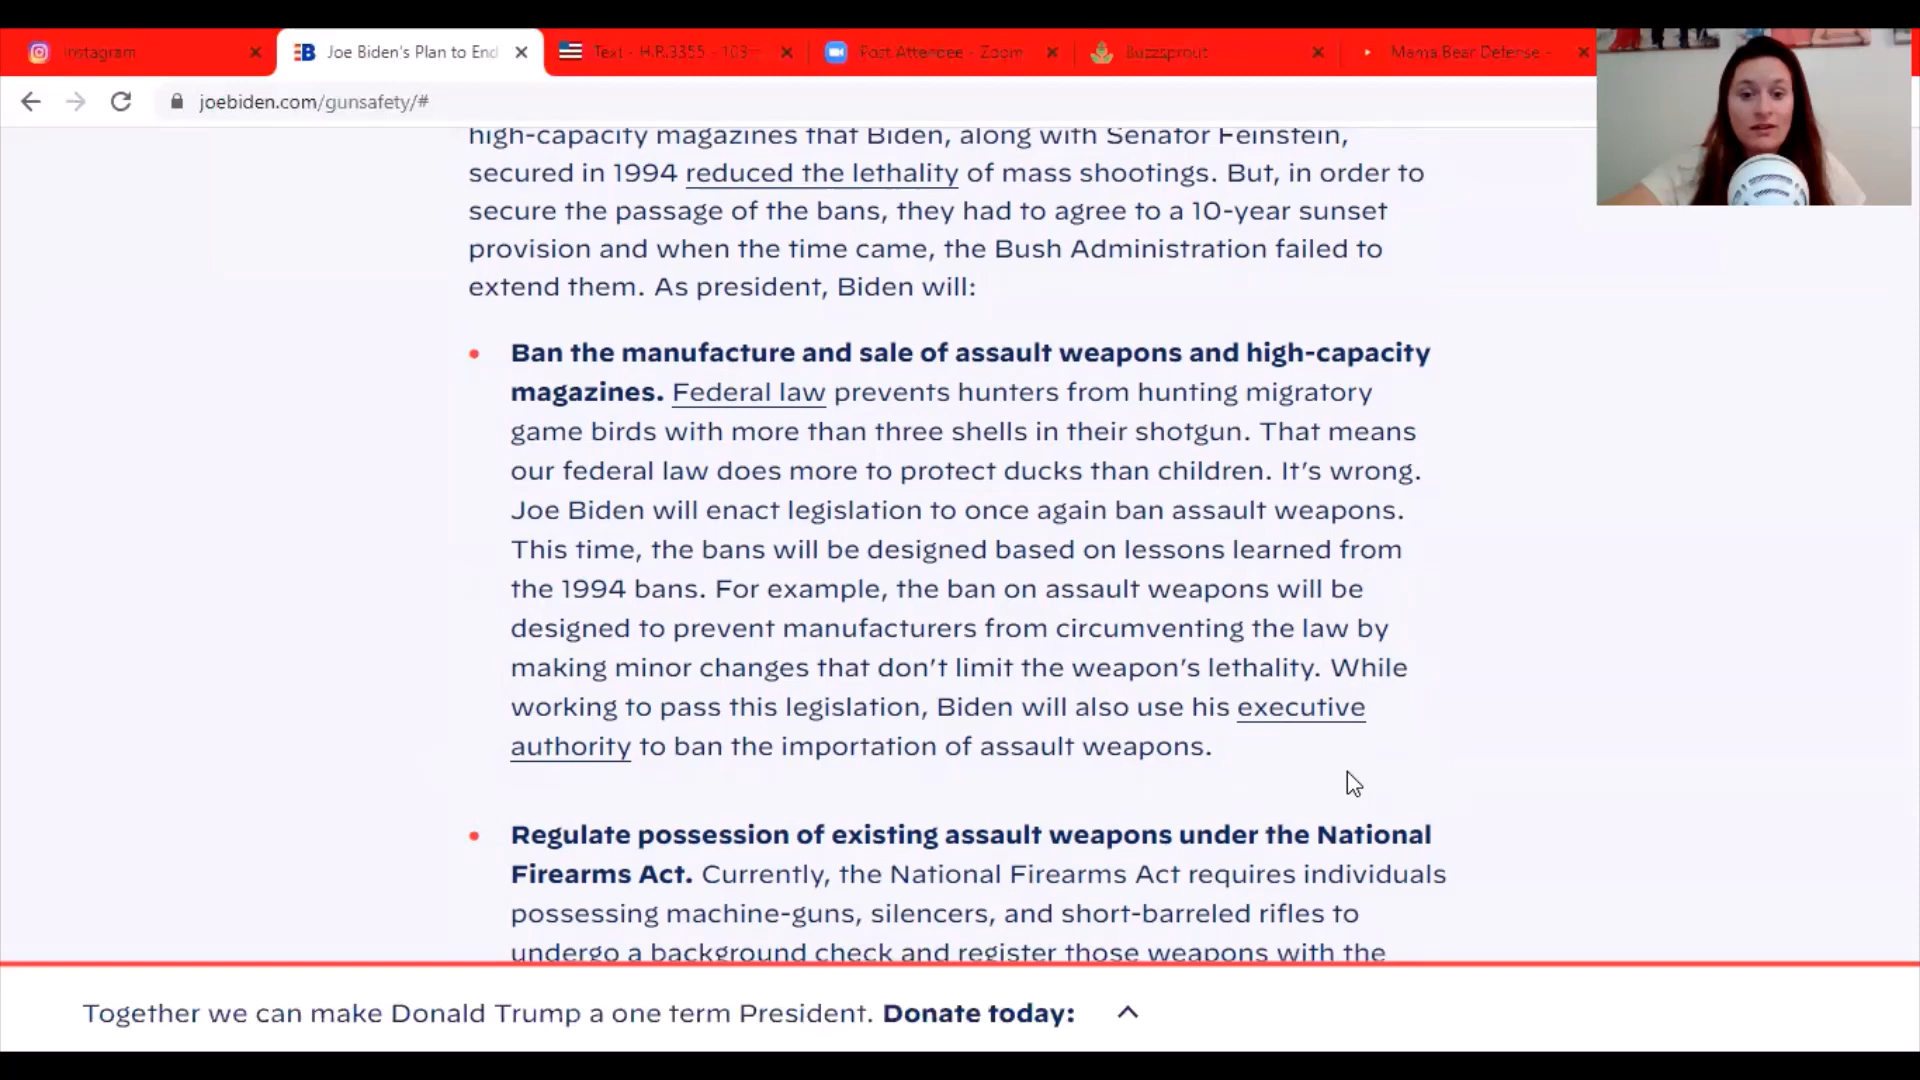 Instagram
Joe Biden's Plan to End
Text - H.R.3355 - 103
Post Attendee - Zoom
Buzzsprout
Mama Bear Defense -
joebiden.com/gunsafety/#
high-capacity magazines that Biden, along with Senator Feinstein,
secured in 1994 reduced the lethality of mass shootings. But, in order to
secure the passage of the bans, they had to agree to a 10-year sunset
provision and when the time came, the Bush Administration failed to
extend them. As president, Biden will:
• Ban the manufacture and sale of assault weapons and high-capacity
magazines. Federal law prevents hunters from hunting migratory
game birds with more than three shells in their shotgun. That means
our federal law does more to protect ducks than children. It’s wrong.
Joe Biden will enact legislation to once again ban assault weapons.
This time, the bans will be designed based on lessons learned from
the 1994 bans. For example, the ban on assault weapons will be
designed to prevent manufacturers from circumventing the law by
making minor changes that don’t limit the weapon’s lethality. While
working to pass this legislation, Biden will also use his executive
authority to ban the importation of assault weapons.
• Regulate possession of existing assault weapons under the National
Firearms Act. Currently, the National Firearms Act requires individuals
possessing machine-guns, silencers, and short-barreled rifles to
undergo a background check and register those weapons with the
Together we can make Donald Trump a one term President. Donate today: